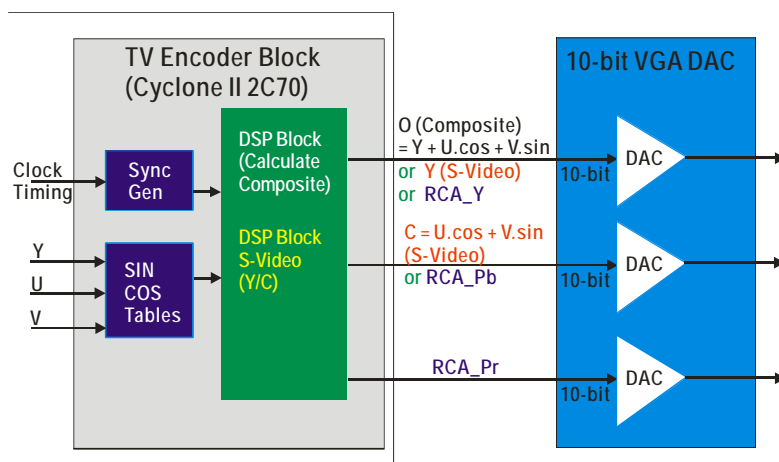 TV Encoder Block
(Cyclone II 2C70)
Clock
Timing
Sync
Gen
Y
U
V
SIN
COS
Tables
DSP Block
(Calculate
Composite)
DSP Block
S-Video
(Y/C)
O (Composite)
= Y + U.cos + V.sin
or Y (S-Video)
or RCA_Y
C = U.cos + V.sin
(S-Video)
or RCA_Pb
RCA_Pr
10-bit VGA DAC
DAC
10-bit
DAC
10-bit
DAC
10-bit